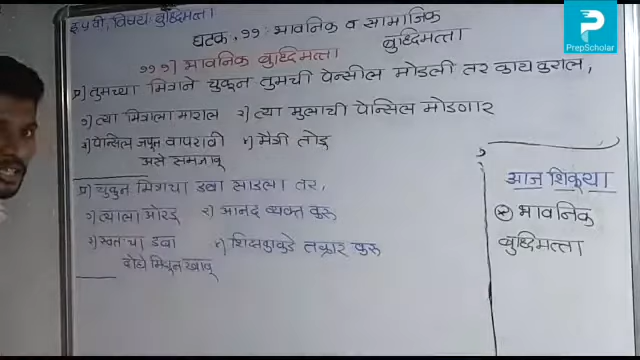 इ ५ वी, विषय: बुध्दिमत्ता
घटक. ११: भावनिक व सामाजिक
बुध्दिमत्ता
११ १) भावनिक बुध्दिमत्ता
प्र) तुमच्या मित्राने चुकून तुमची पेन्सील मोडली तर काय कराल,
१) त्या मित्राला माराल २) त्या मुलाची पेन्सिल मोडणार
३) पेन्सिल जपून वापरावी ४) मैत्री तोडू
असे समजावू
प्र) चुकून मित्राचा डबा सांडला तर,
१) त्याला ओरडू २) आनंद व्यक्त करू
३) स्वतःचा डबा ४) शिक्षकाकडे तक्रार करू
दोघे मिळून खावू
आज शिकूया
* भावनिक
बुध्दिमत्ता
PrepScholar